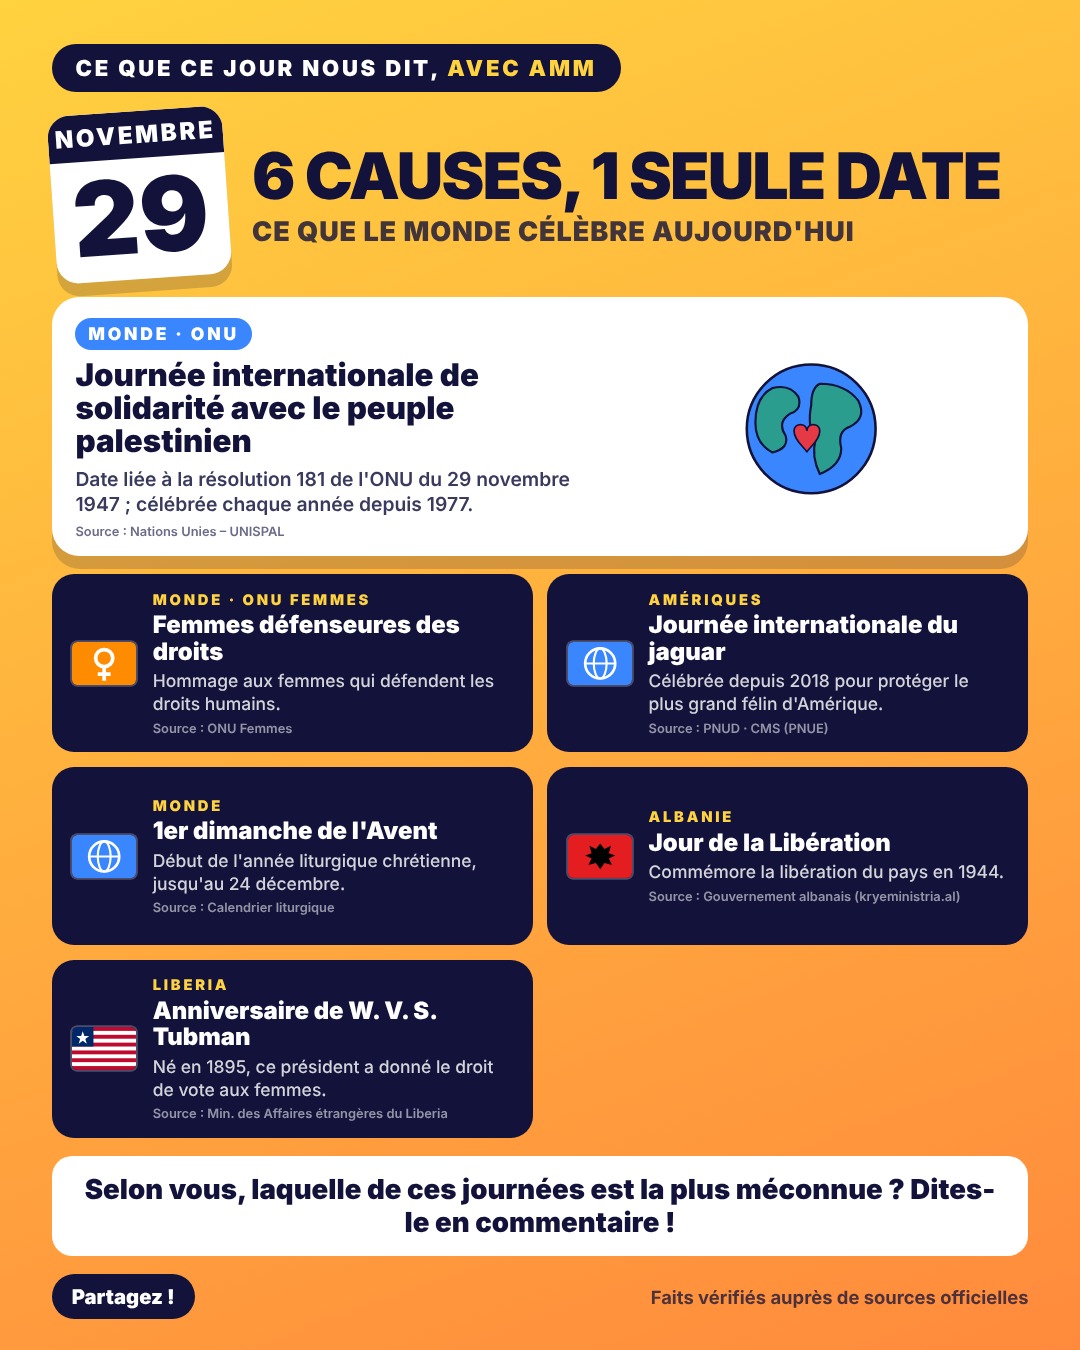 CE QUE CE JOUR NOUS DIT, AVEC AMM
NOVEMBRE
29
6 CAUSES, 1 SEULE DATE
CE QUE LE MONDE CÉLÈBRE AUJOURD'HUI
MONDE · ONU
Journée internationale de
solidarité avec le peuple
palestinien
Date liée à la résolution 181 de l'ONU du 29 novembre
1947 ; célébrée chaque année depuis 1977.
Source : Nations Unies – UNISPAL
MONDE · ONU FEMMES
Femmes défenseures des
droits
Hommage aux femmes qui défendent les
droits humains.
Source : ONU Femmes
AMÉRIQUES
Journée internationale du
jaguar
Célébrée depuis 2018 pour protéger le
plus grand félin d'Amérique.
Source : PNUD · CMS (PNUE)
MONDE
1er dimanche de l'Avent
Début de l'année liturgique chrétienne,
jusqu'au 24 décembre.
Source : Calendrier liturgique
ALBANIE
Jour de la Libération
Commémore la libération du pays en 1944.
Source : Gouvernement albanais (kryeministria.al)
LIBERIA
Anniversaire de W. V. S.
Tubman
Né en 1895, ce président a donné le droit
de vote aux femmes.
Source : Min. des Affaires étrangères du Liberia
Selon vous, laquelle de ces journées est la plus méconnue ? Dites-
le en commentaire !
Partagez !
Faits vérifiés auprès de sources officielles